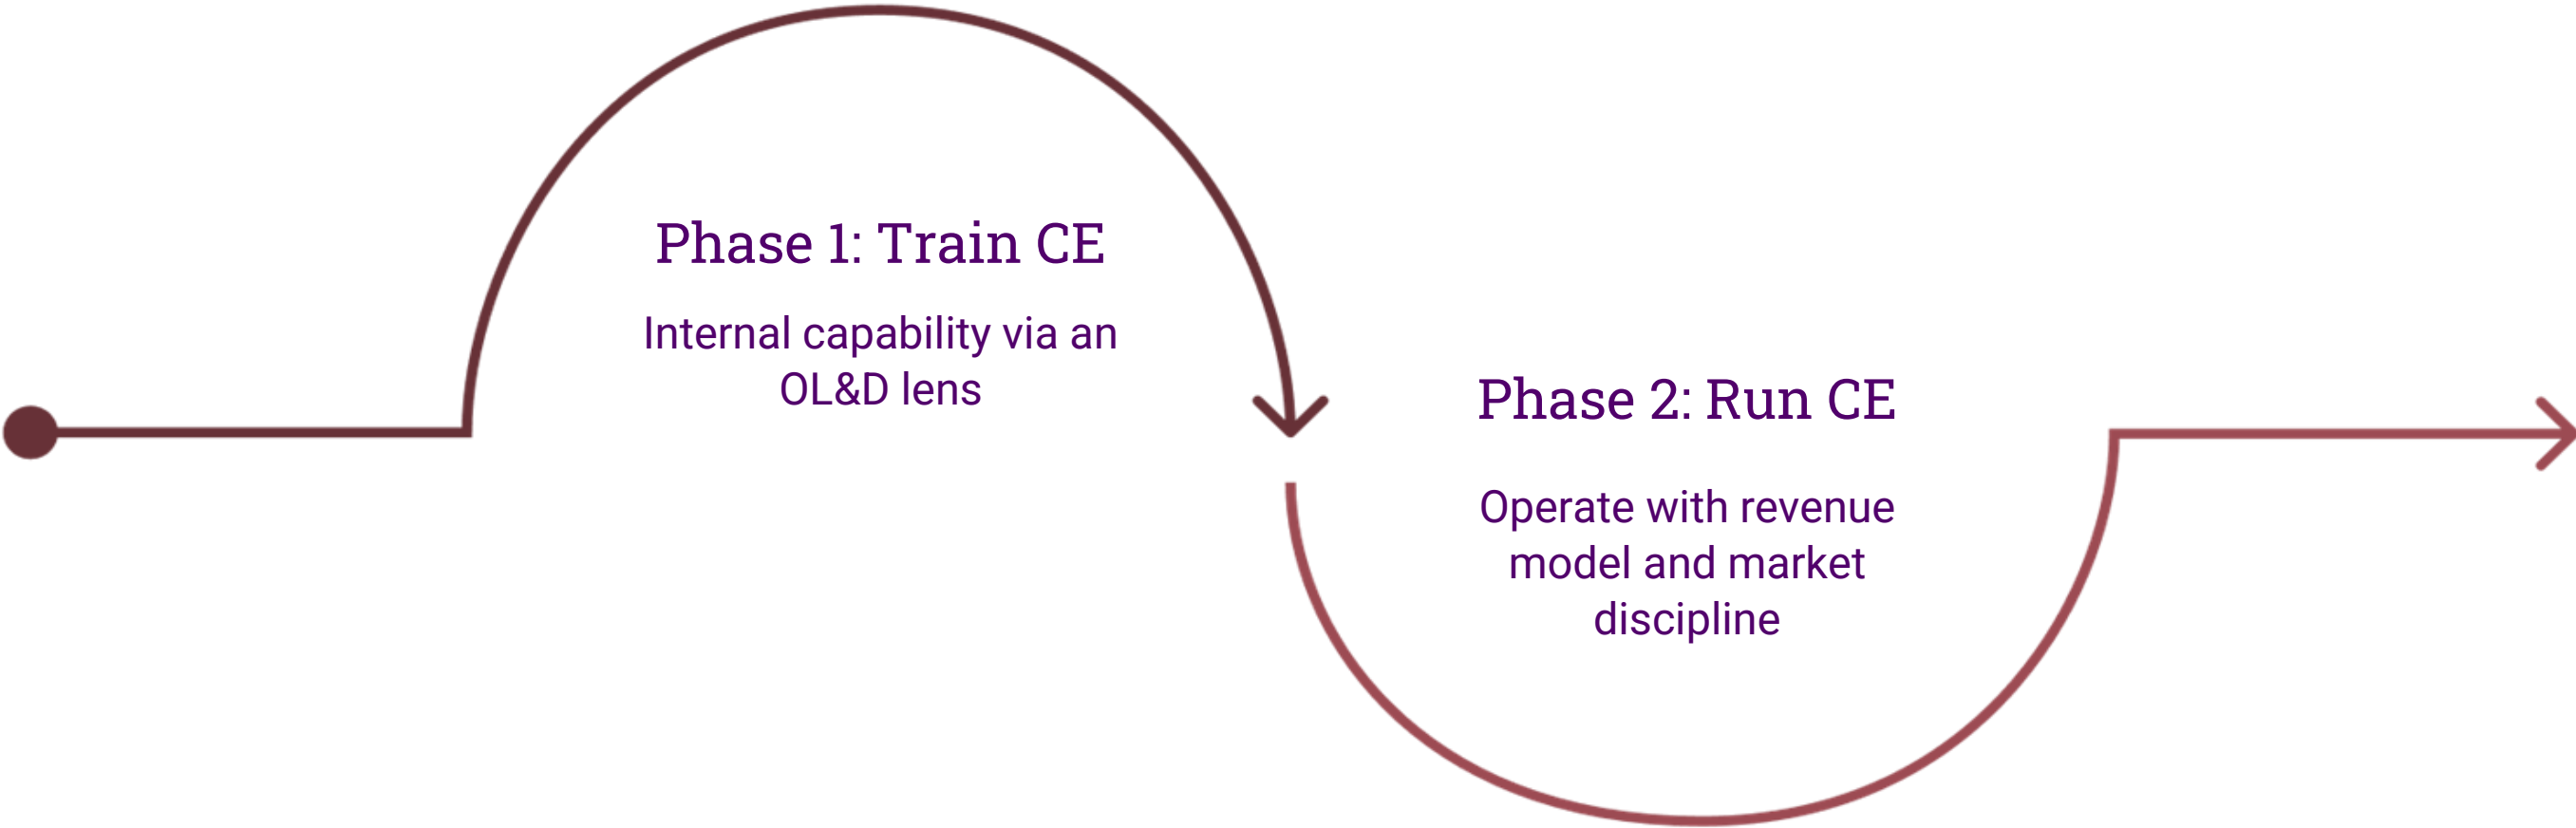 Phase 1: Train CE
Internal capability via an
OL&D lens
Phase 2: Run CE
Operate with revenue
model and market
discipline